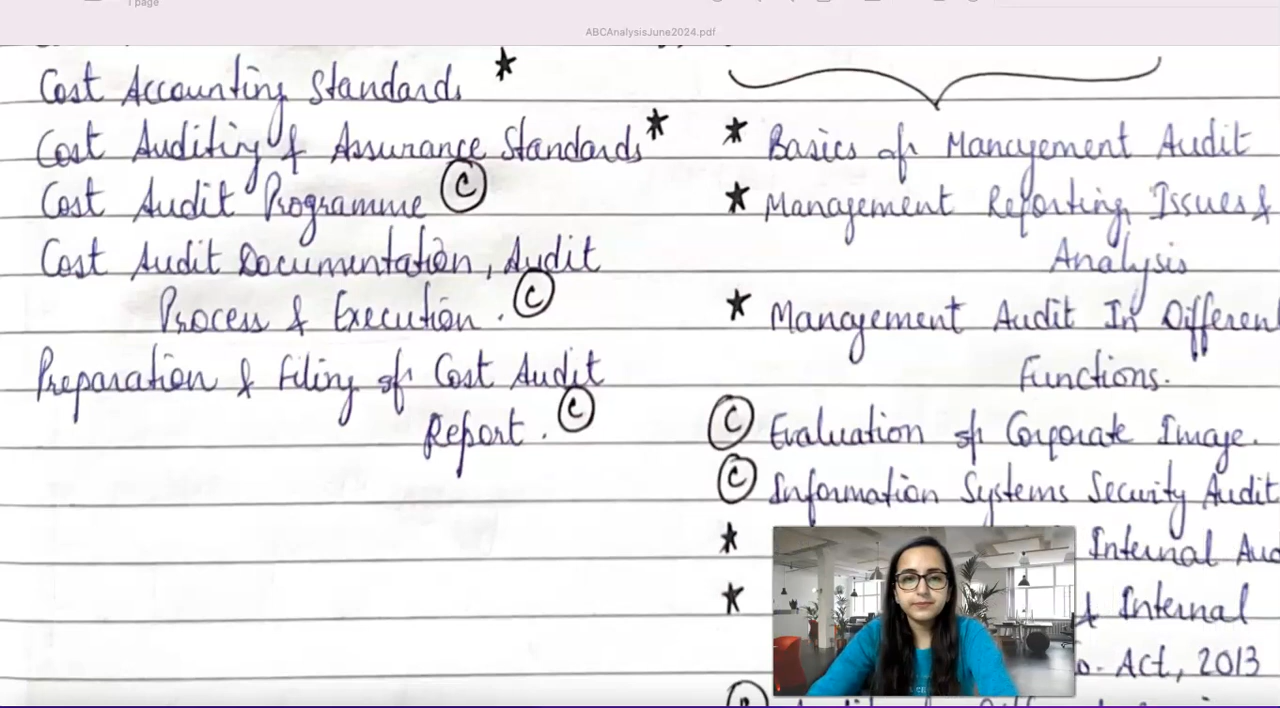 1 page
ABCAnalysisJune2024.pdf
Cost Accounting Standards ★
Cost Auditing & Assurance Standards ★
Cost Audit Programme Ⓒ
Cost Audit Documentation, Audit
Process & Execution. Ⓒ
Preparation & Filing of Cost Audit
Report. Ⓒ
★ Basics of Management Audit
★ Management Reporting Issues &
Analysis
★ Management Audit In Different
Functions.
Ⓒ Evaluation of Corporate Image.
Ⓒ Information Systems Security Audit
★ Internal
★ Internal
Act, 2013